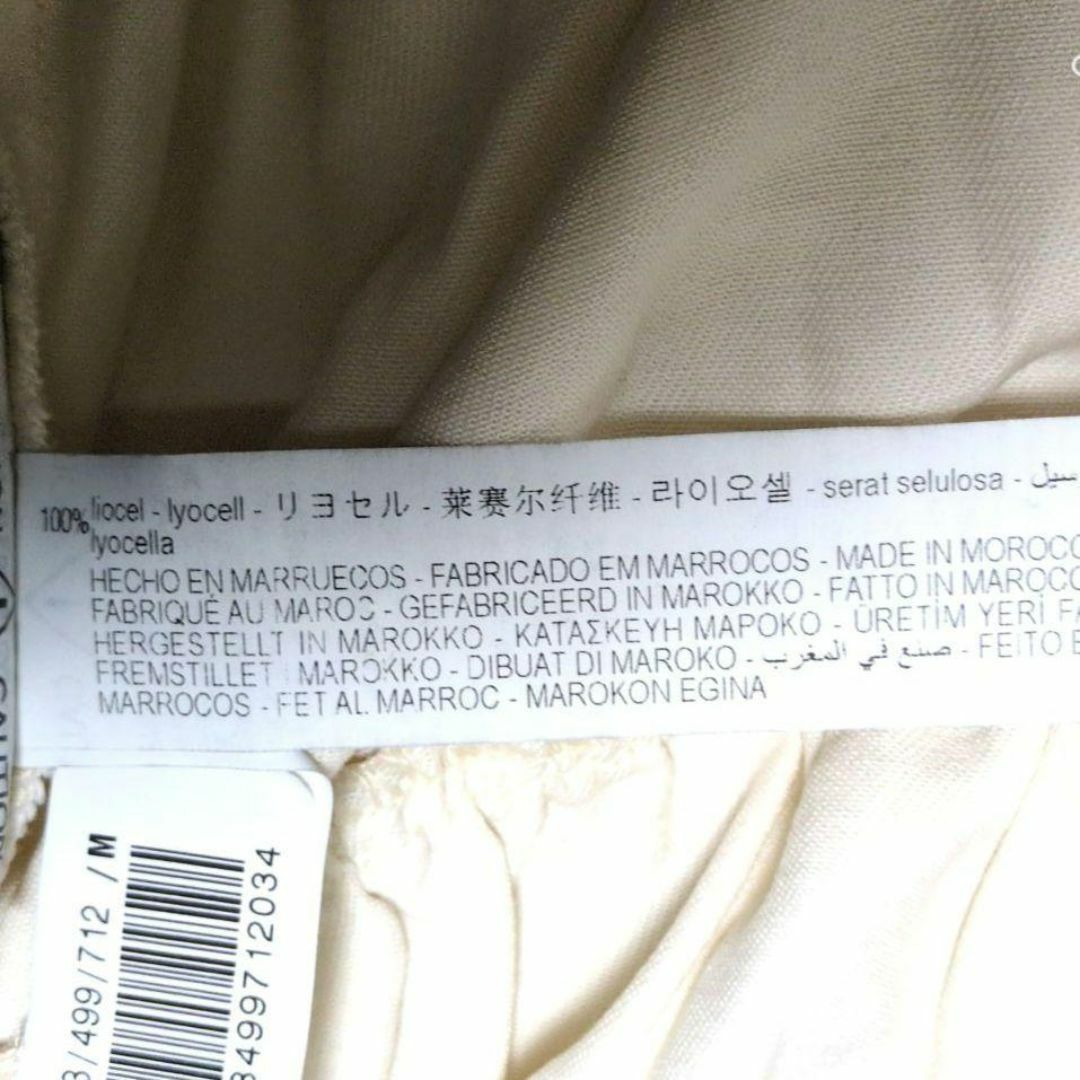 100% liocel - lyocell - リヨセル - 莱赛尔纤维 - 라이오셀 - serat selulosa -
lyocella
HECHO EN MARRUECOS - FABRICADO EM MARROCOS - MADE IN MOROCC
FABRIQUÉ AU MAROC - GEFABRICEERD IN MAROKKO - FATTO IN MAROCC
HERGESTELLT IN MAROKKO - ΚΑΤΑΣΚΕΥΗ ΜΑΡΟΚΟ - ÜRETİM YERİ FA
FREMSTILLET I MAROKKO - DIBUAT DI MAROKO - صنع في المغرب - FEITO E
MARROCOS - FET AL MARROC - MAROKON EGINA
3/499/712 /M
8499712034